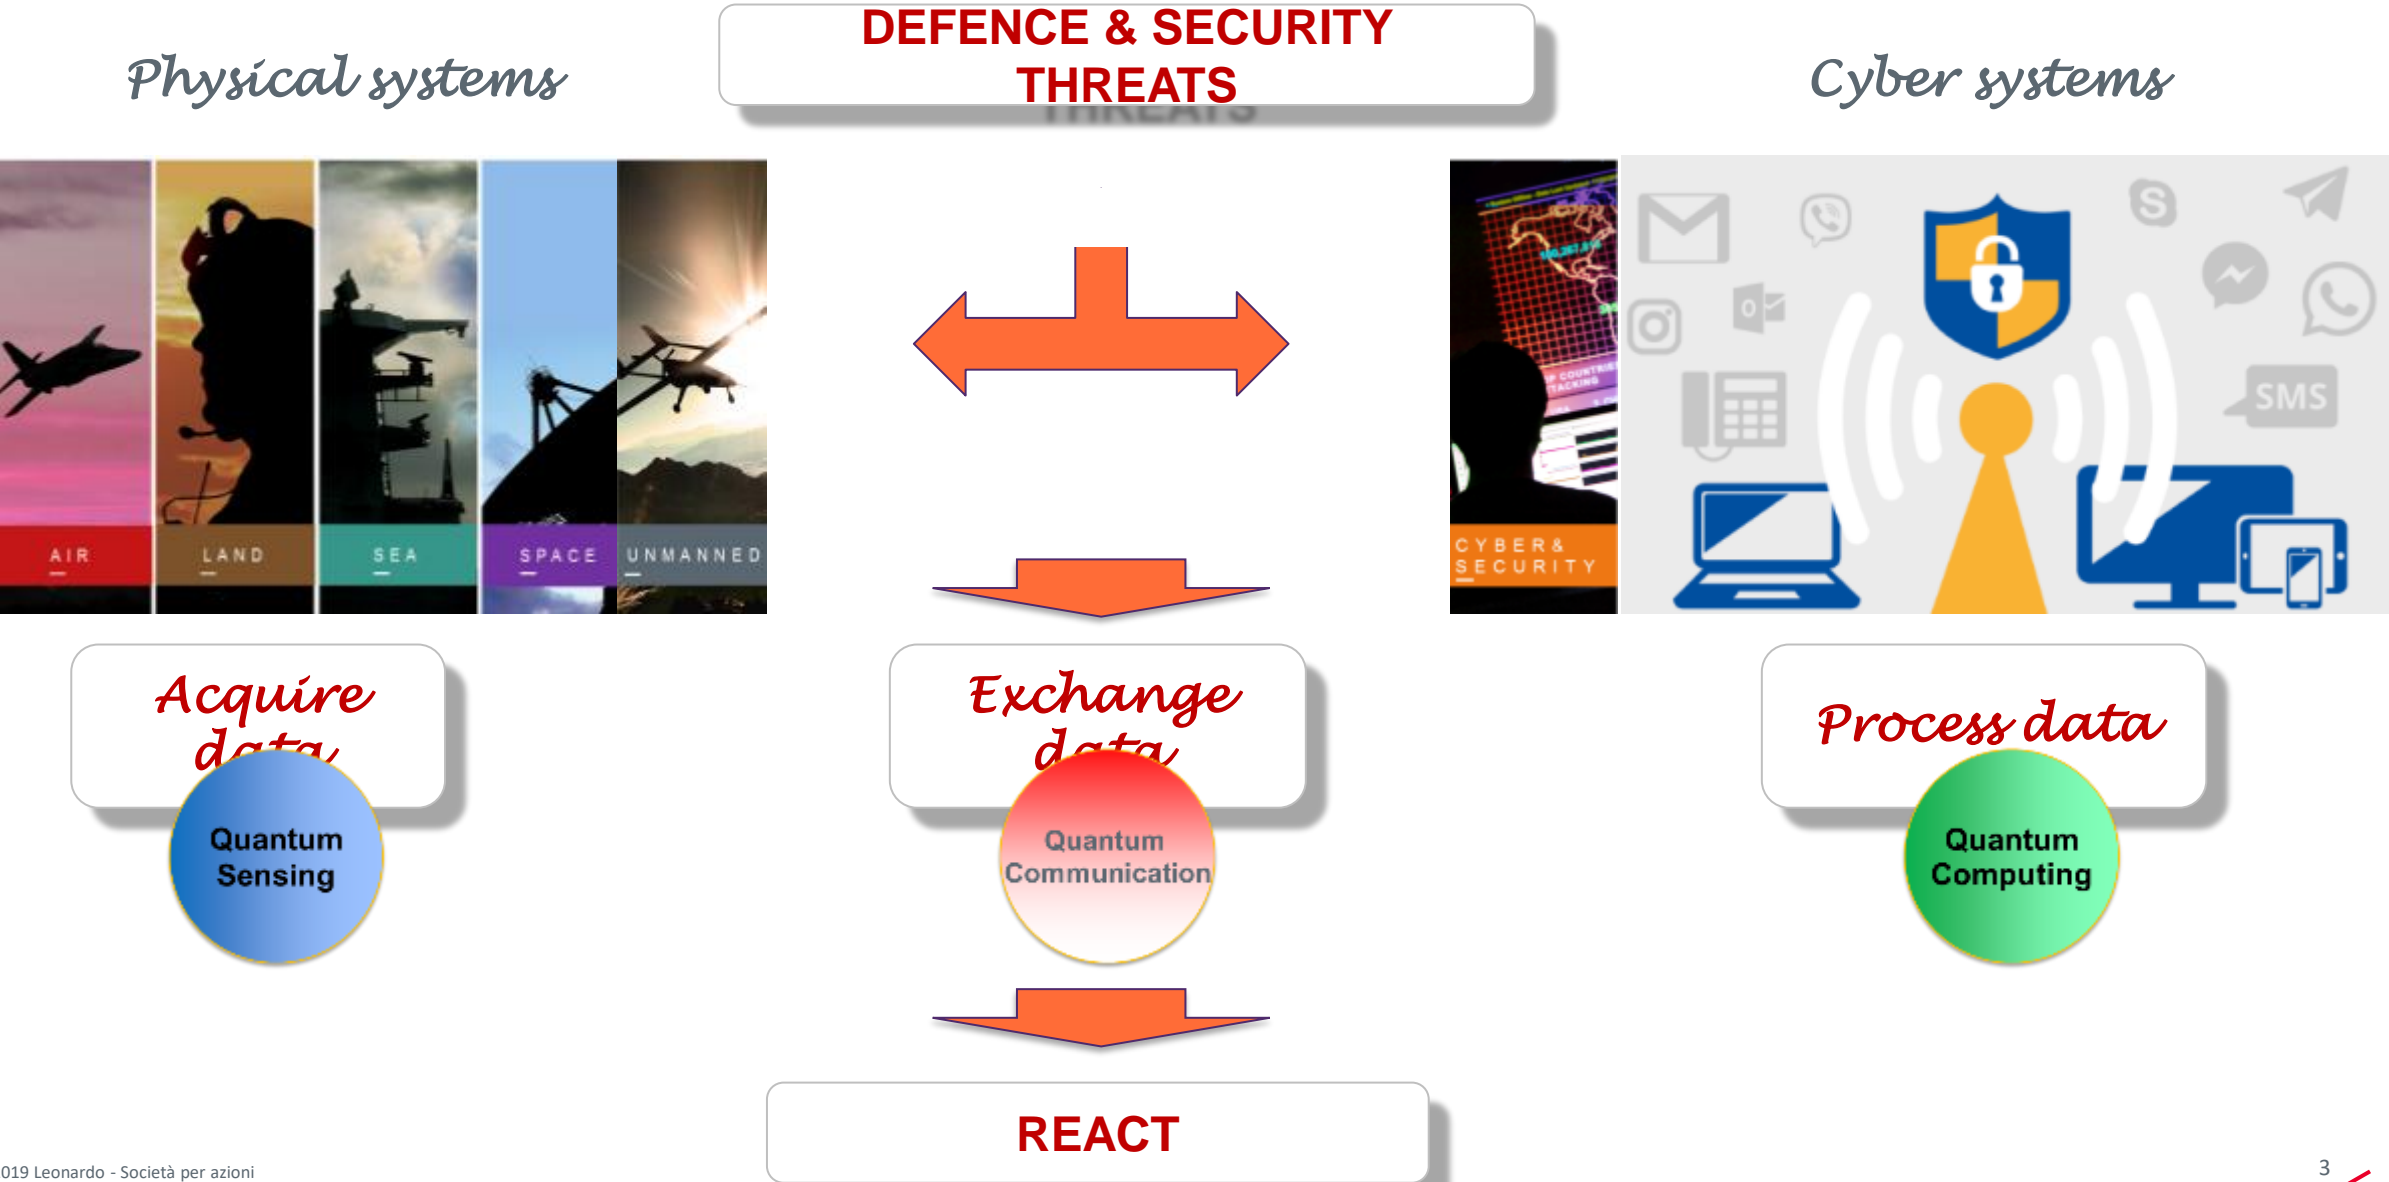 DEFENCE & SECURITY
THREATS
Physical systems
Cyber systems
AIR
LAND
SEA
SPACE
UNMANNED
CYBER&
SECURITY
SMS
Acquire
data
Exchange
data
Process data
Quantum
Sensing
Quantum
Communication
Quantum
Computing
REACT
019 Leonardo - Società per azioni
3